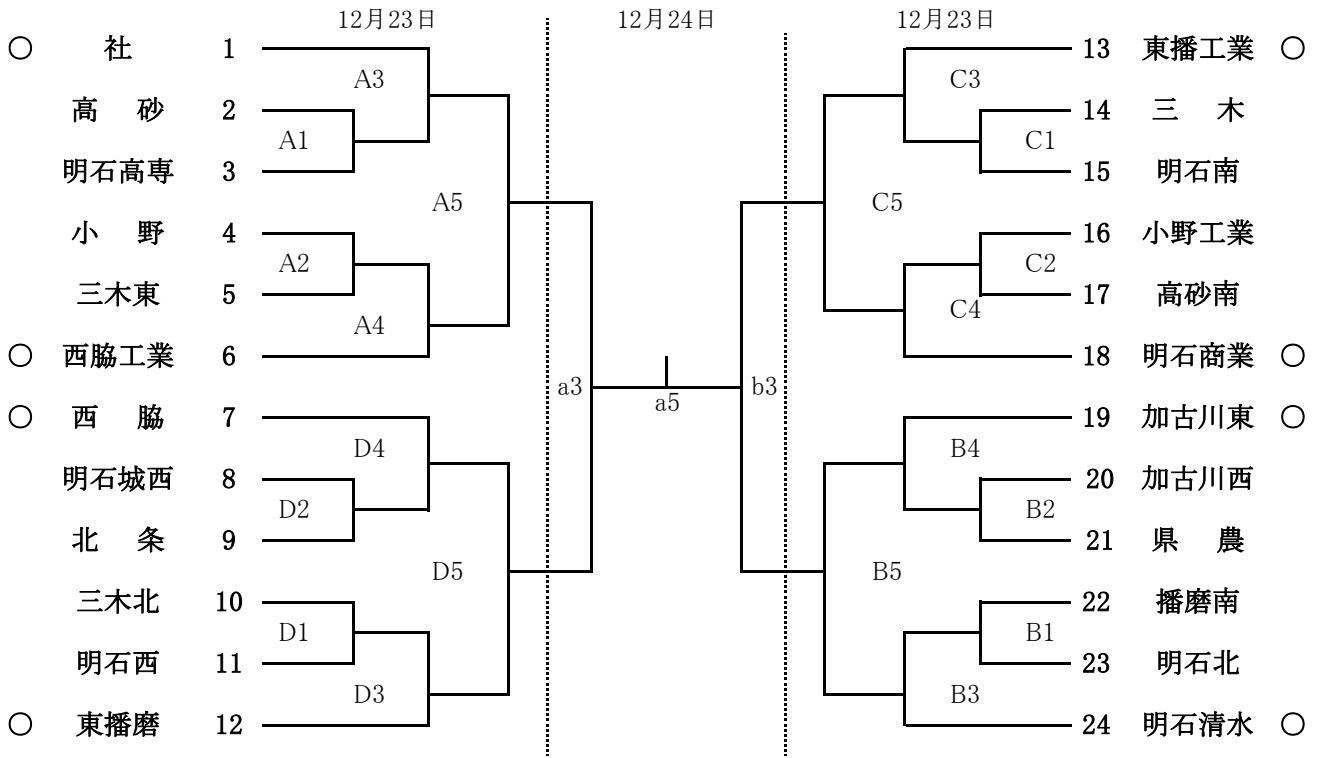 12月23日 12月24日 12月23日
○ 社 1 13 東播工業 ○
A3 C3
高 砂 2 14 三 木
A1 C1
明石高専 3 15 明石南
A5 C5
小 野 4 16 小野工業
A2 C2
三木東 5 17 高砂南
A4 C4
○ 西脇工業 6 18 明石商業 ○
a3 a5 b3
○ 西 脇 7 19 加古川東 ○
D4 B4
明石城西 8 20 加古川西
D2 B2
北 条 9 21 県 農
D5 B5
三木北 10 22 播磨南
D1 B1
明石西 11 23 明石北
D3 B3
○ 東播磨 12 24 明石清水 ○